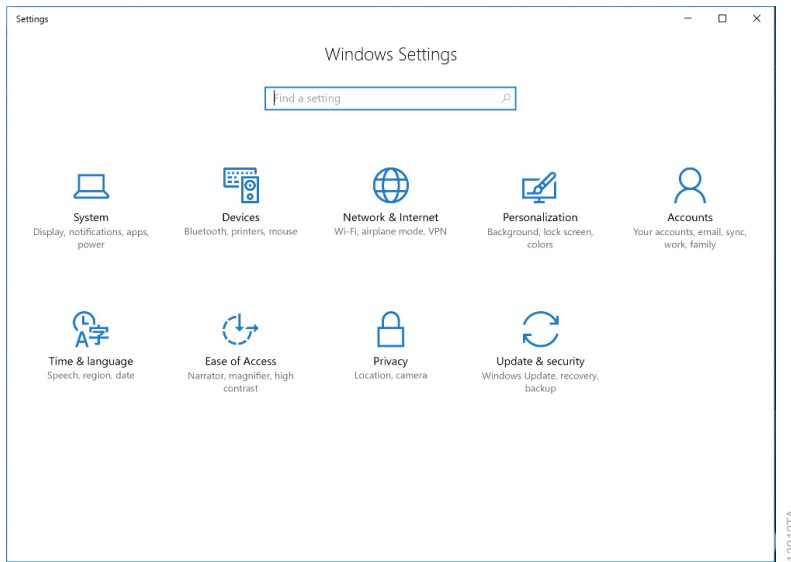 Settings
Windows Settings
Find a setting
System
Display, notifications, apps,
power
Devices
Bluetooth, printers, mouse
Network & Internet
Wi-Fi, airplane mode, VPN
Personalization
Background, lock screen,
colors
Accounts
Your accounts, email, sync,
work, family
Time & language
Speech, region, date
Ease of Access
Narrator, magnifier, high
contrast
Privacy
Location, camera
Update & security
Windows Update, recovery,
backup